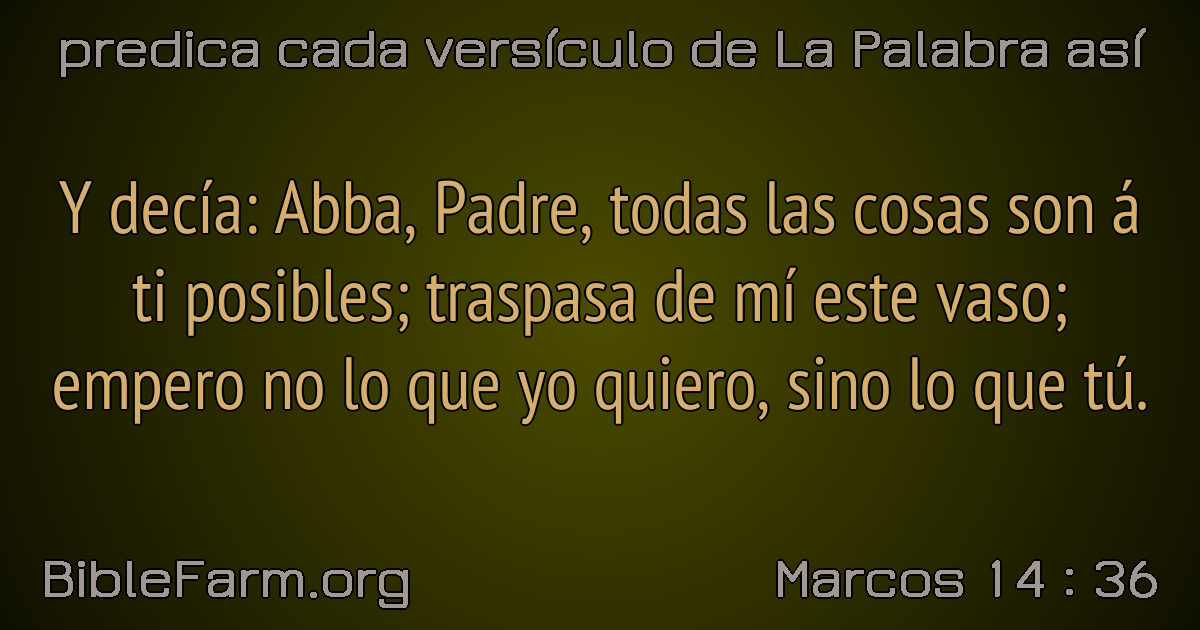 predica cada versículo de La Palabra así
Y decía: Abba, Padre, todas las cosas son á
ti posibles; traspasa de mí este vaso;
empero no lo que yo quiero, sino lo que tú.
BibleFarm.org
Marcos 14 : 36